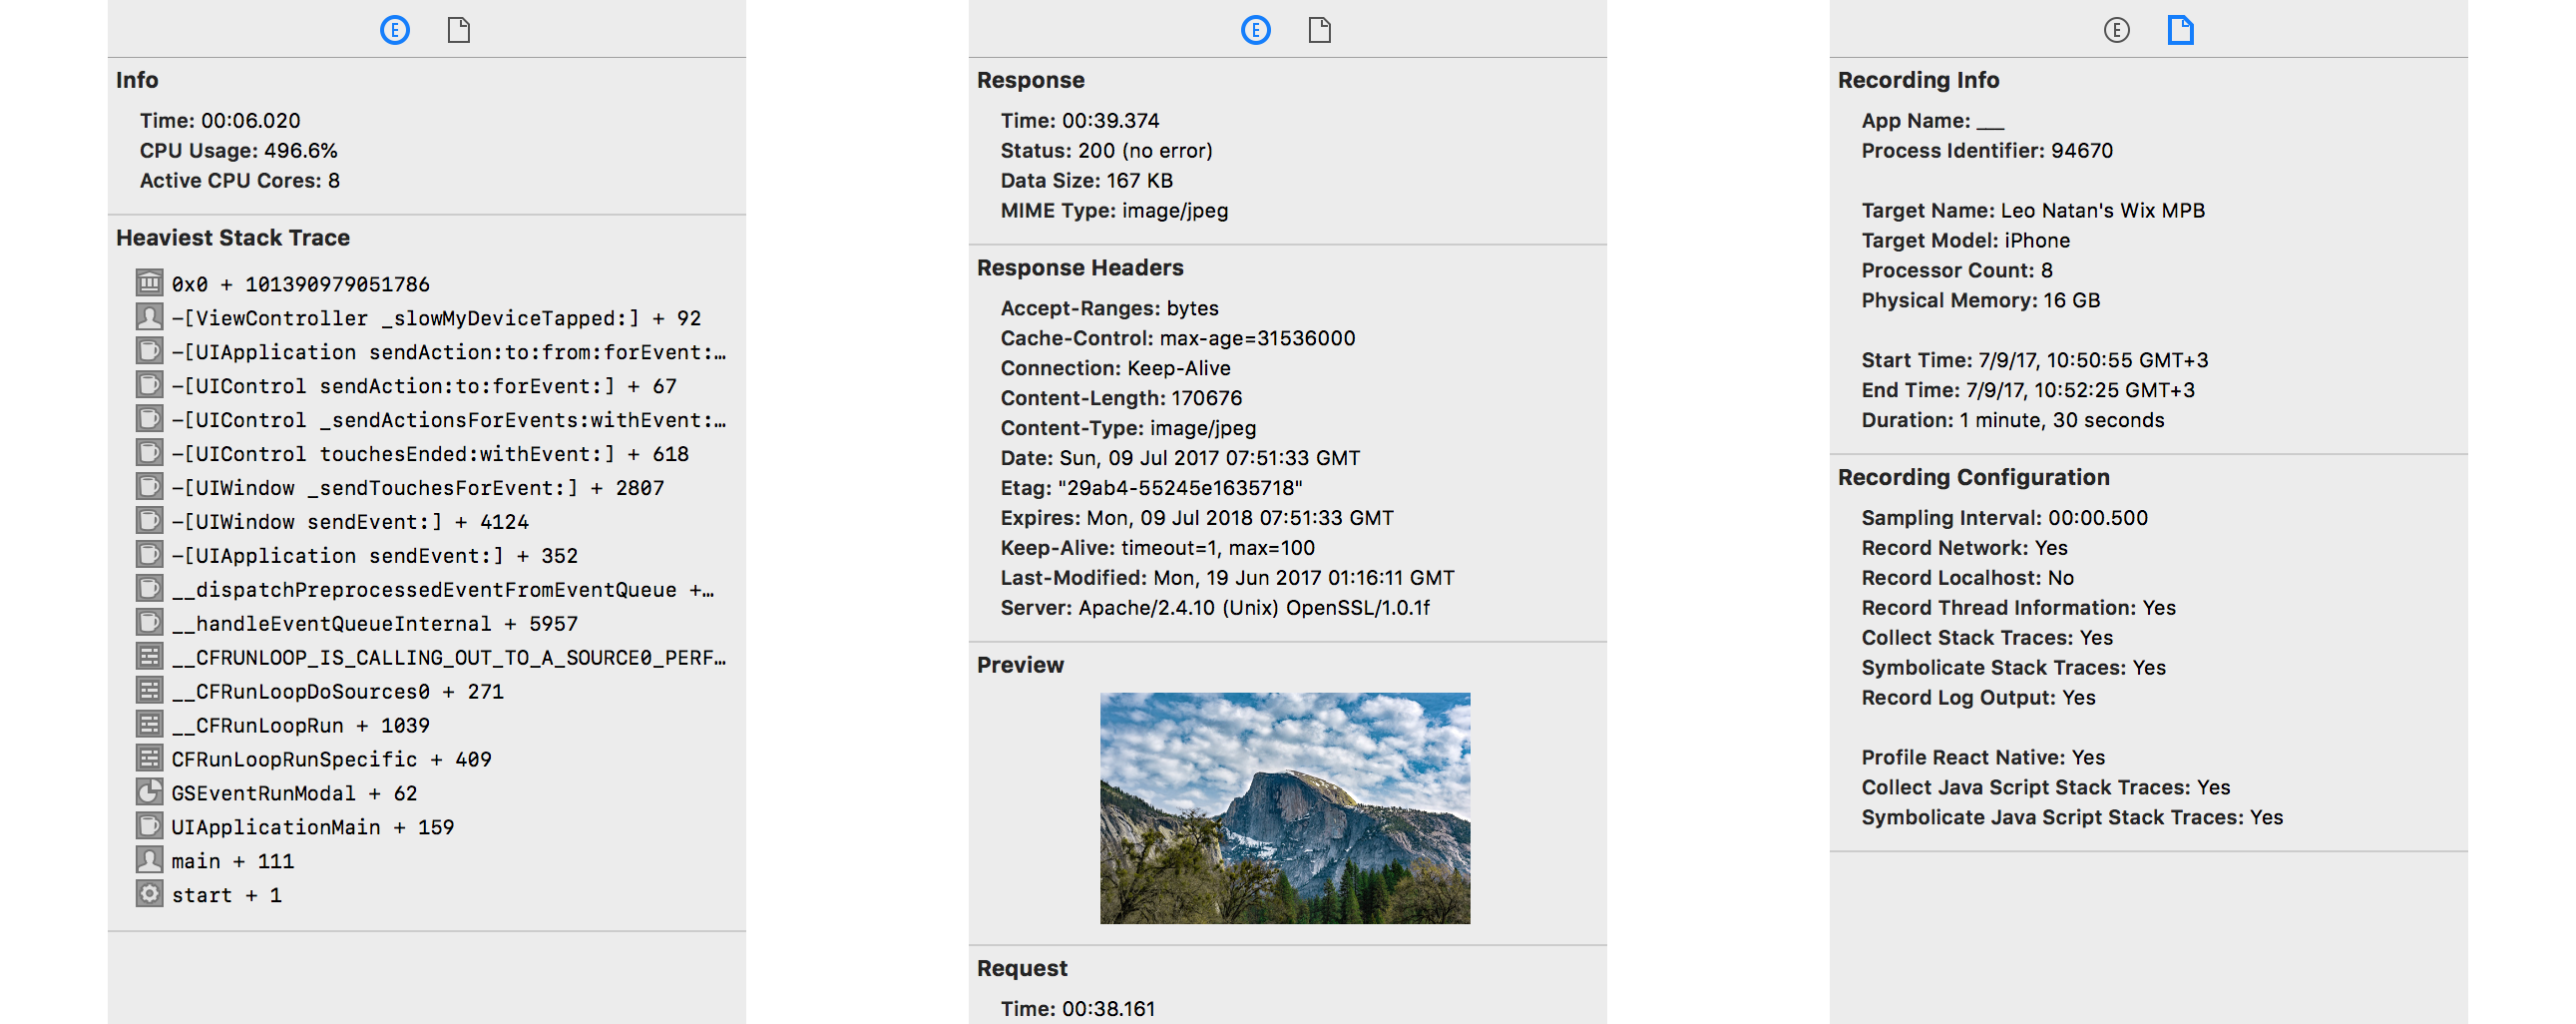 Info
Time: 00:06.020
CPU Usage: 496.6%
Active CPU Cores: 8
Heaviest Stack Trace
0x0 + 101390979051786
-[ViewController _slowMyDeviceTapped:] + 92
-[UIApplication sendAction:to:from:forEvent:…
-[UIControl sendAction:to:forEvent:] + 67
-[UIControl _sendActionsForEvents:withEvent:…
-[UIControl touchesEnded:withEvent:] + 618
-[UIWindow _sendTouchesForEvent:] + 2807
-[UIWindow sendEvent:] + 4124
-[UIApplication sendEvent:] + 352
__dispatchPreprocessedEventFromEventQueue +…
__handleEventQueueInternal + 5957
__CFRUNLOOP_IS_CALLING_OUT_TO_A_SOURCE0_PERF…
__CFRunLoopDoSources0 + 271
__CFRunLoopRun + 1039
CFRunLoopRunSpecific + 409
GSEventRunModal + 62
UIApplicationMain + 159
main + 111
start + 1
Response
Time: 00:39.374
Status: 200 (no error)
Data Size: 167 KB
MIME Type: image/jpeg
Response Headers
Accept-Ranges: bytes
Cache-Control: max-age=31536000
Connection: Keep-Alive
Content-Length: 170676
Content-Type: image/jpeg
Date: Sun, 09 Jul 2017 07:51:33 GMT
Etag: "29ab4-55245e1635718"
Expires: Mon, 09 Jul 2018 07:51:33 GMT
Keep-Alive: timeout=1, max=100
Last-Modified: Mon, 19 Jun 2017 01:16:11 GMT
Server: Apache/2.4.10 (Unix) OpenSSL/1.0.1f
Preview
Request
Time: 00:38.161
Recording Info
App Name: ___
Process Identifier: 94670
Target Name: Leo Natan's Wix MPB
Target Model: iPhone
Processor Count: 8
Physical Memory: 16 GB
Start Time: 7/9/17, 10:50:55 GMT+3
End Time: 7/9/17, 10:52:25 GMT+3
Duration: 1 minute, 30 seconds
Recording Configuration
Sampling Interval: 00:00.500
Record Network: Yes
Record Localhost: No
Record Thread Information: Yes
Collect Stack Traces: Yes
Symbolicate Stack Traces: Yes
Record Log Output: Yes
Profile React Native: Yes
Collect Java Script Stack Traces: Yes
Symbolicate Java Script Stack Traces: Yes